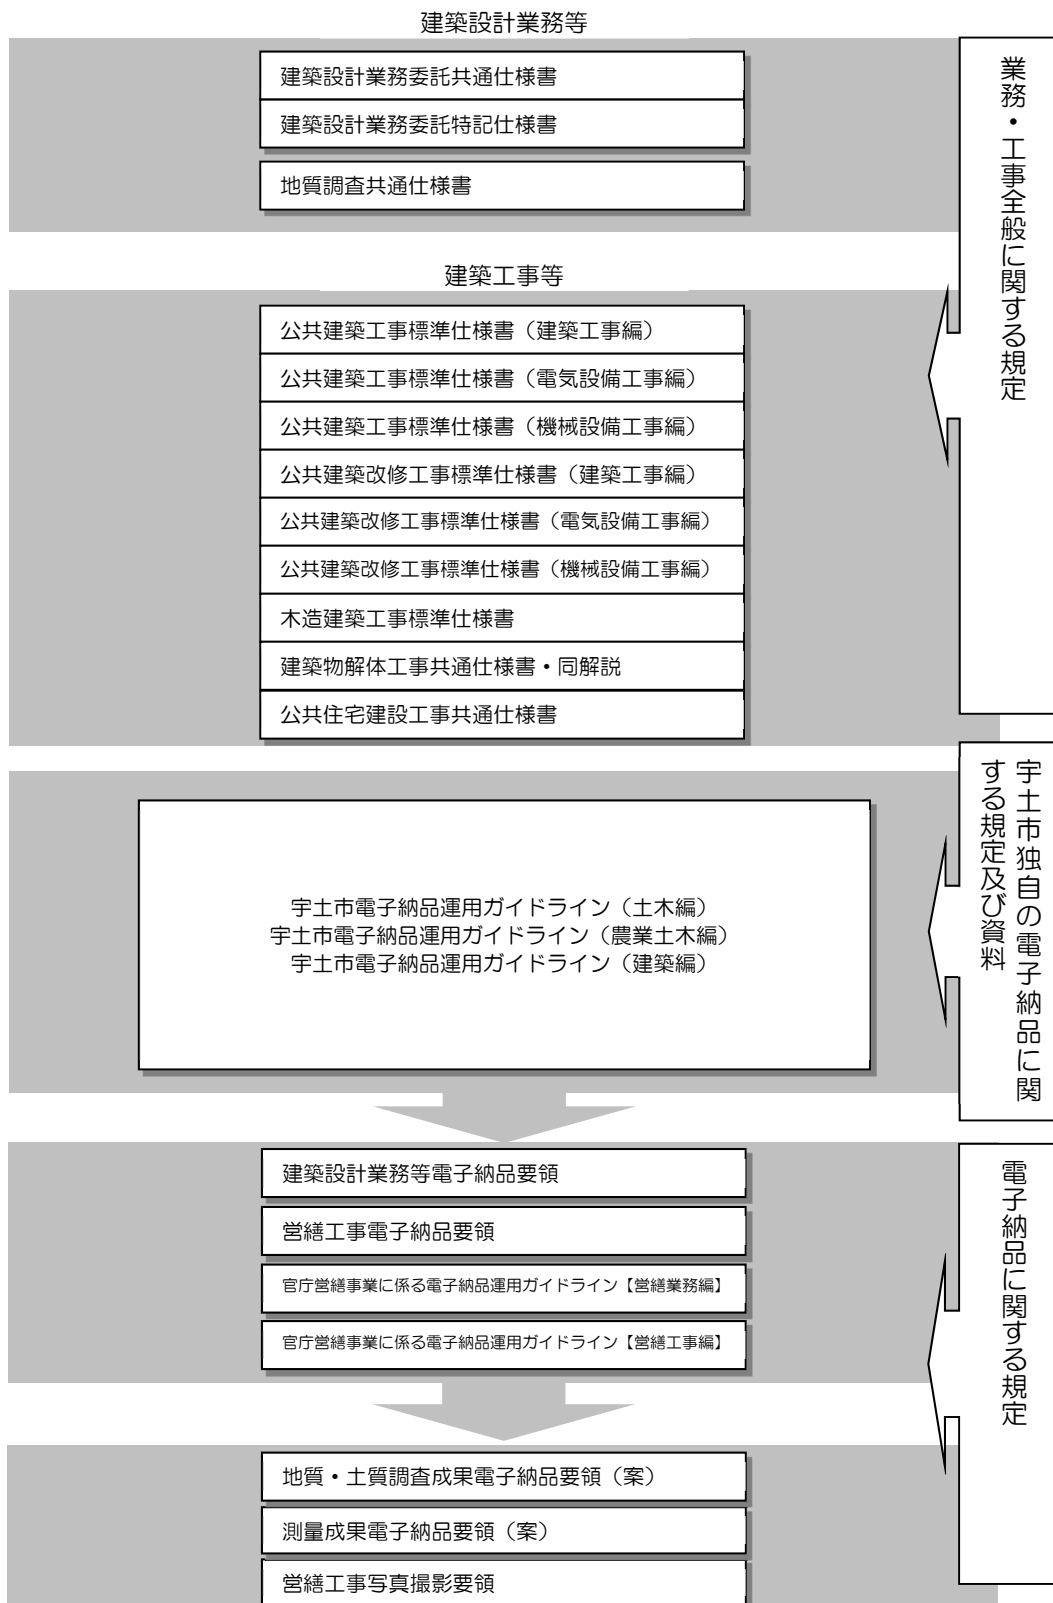 建築設計業務等
建築設計業務委託共通仕様書
建築設計業務委託特記仕様書
地質調査共通仕様書
業務・工事全般に関する規定
建築工事等
公共建築工事標準仕様書（建築工事編）
公共建築工事標準仕様書（電気設備工事編）
公共建築工事標準仕様書（機械設備工事編）
公共建築改修工事標準仕様書（建築工事編）
公共建築改修工事標準仕様書（電気設備工事編）
公共建築改修工事標準仕様書（機械設備工事編）
木造建築工事標準仕様書
建築物解体工事共通仕様書・同解説
公共住宅建設工事共通仕様書
宇土市独自の電子納品に関
する規定及び資料
宇土市電子納品運用ガイドライン（土木編）
宇土市電子納品運用ガイドライン（農業土木編）
宇土市電子納品運用ガイドライン（建築編）
建築設計業務等電子納品要領
営繕工事電子納品要領
官庁営繕事業に係る電子納品運用ガイドライン【営繕業務編】
官庁営繕事業に係る電子納品運用ガイドライン【営繕工事編】
電子納品に関する規定
地質・土質調査成果電子納品要領（案）
測量成果電子納品要領（案）
営繕工事写真撮影要領